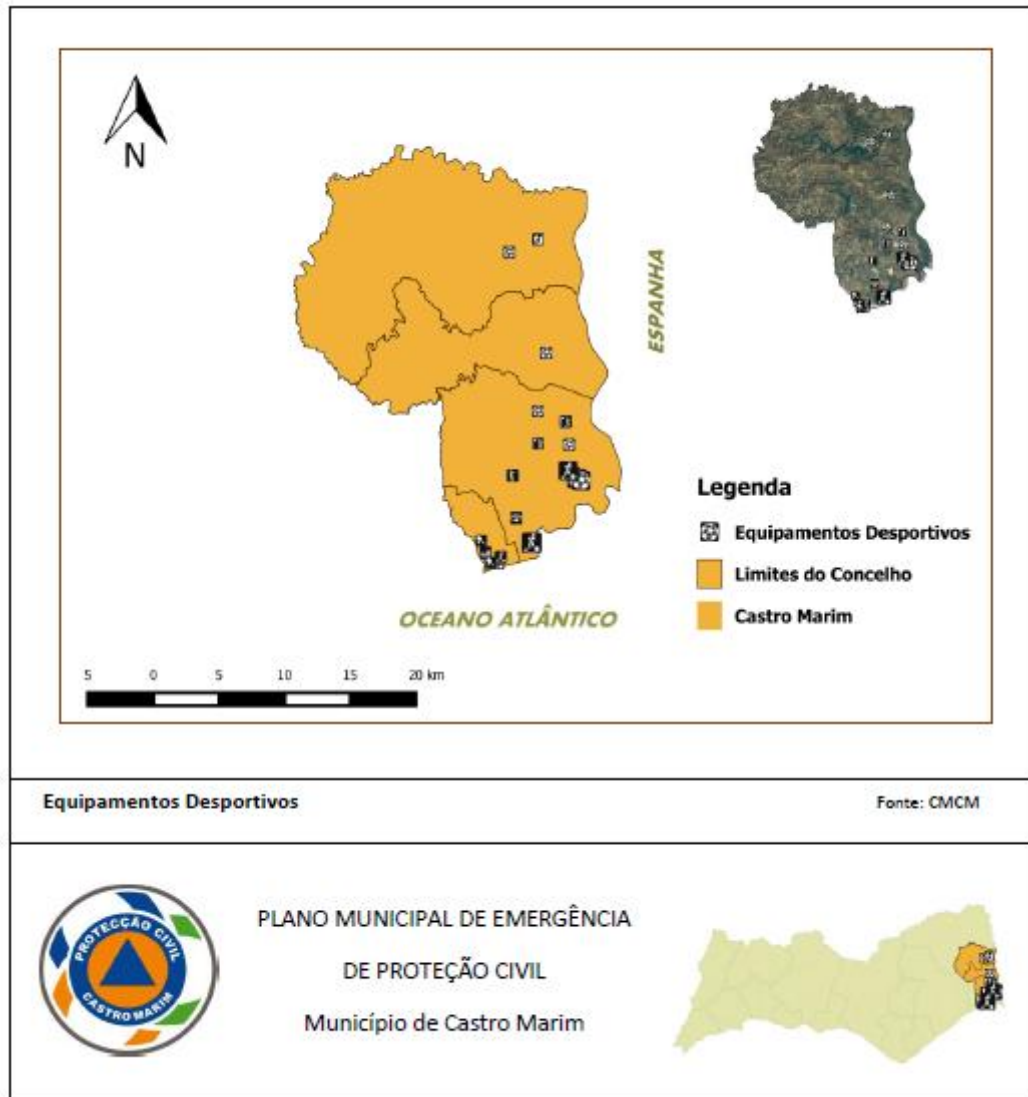 N
ESPANHA
Legenda
Equipamentos Desportivos
Limites do Concelho
Castro Marim
OCEANO ATLÂNTICO
5 0 5 10 15 20 km
Equipamentos Desportivos
Fonte: CMCM
PROTECÇÃO CIVIL
CASTRO MARIM
PLANO MUNICIPAL DE EMERGÊNCIA
DE PROTEÇÃO CIVIL
Município de Castro Marim